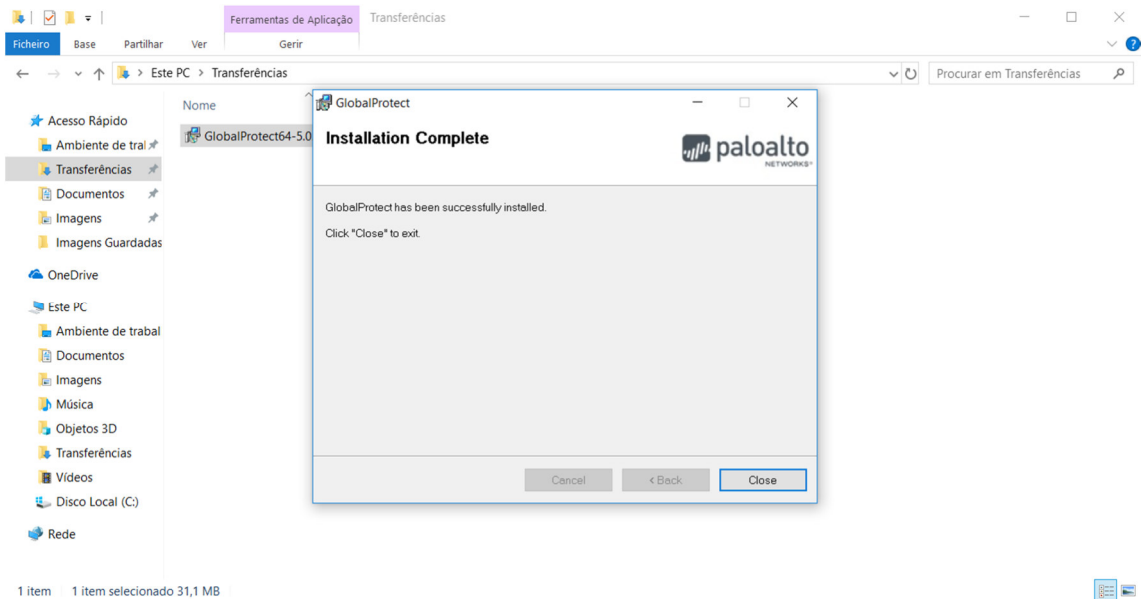 Ferramentas de Aplicação Transferências
Ficheiro Base Partilhar Ver Gerir
Este PC > Transferências
Procurar em Transferências
Nome
GlobalProtect64-5.0
Acesso Rápido
Ambiente de tral
Transferências
Documentos
Imagens
Imagens Guardadas
OneDrive
Este PC
Ambiente de trabal
Documentos
Imagens
Música
Objetos 3D
Transferências
Vídeos
Disco Local (C:)
Rede
GlobalProtect
Installation Complete
paloalto
NETWORKS®
GlobalProtect has been successfully installed.
Click "Close" to exit.
Cancel < Back Close
1 item 1 item selecionado 31,1 MB